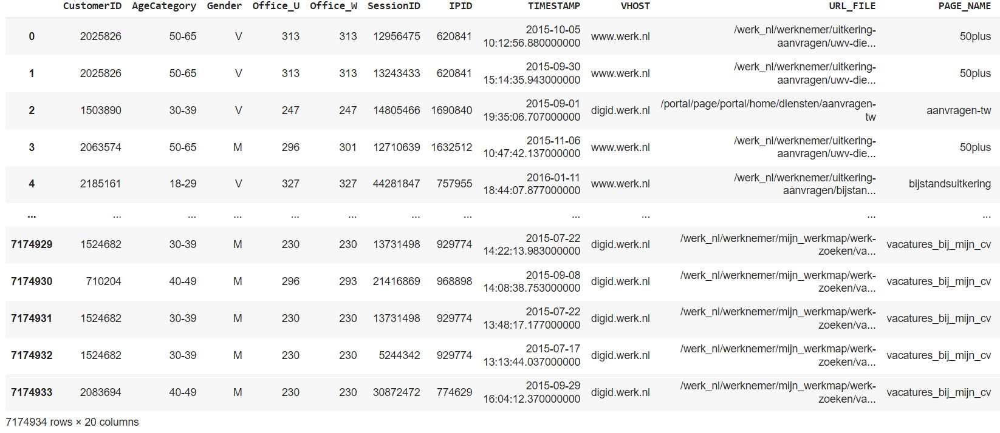 CustomerID AgeCategory Gender Office_U Office_W SessionID IPID TIMESTAMP VHOST URL_FILE PAGE_NAME
0 2025826 50-65 V 313 313 12956475 620841 2015-10-05 10:12:56.880000000 www.werk.nl /werk_nl/werknemer/uitkering-aanvragen/uwv-die... 50plus
1 2025826 50-65 V 313 313 13243433 620841 2015-09-30 15:14:35.943000000 www.werk.nl /werk_nl/werknemer/uitkering-aanvragen/uwv-die... 50plus
2 1503890 30-39 V 247 247 14805466 1690840 2015-09-01 19:35:06.707000000 digid.werk.nl /portal/page/portal/home/diensten/aanvragen-tw aanvragen-tw
3 2063574 50-65 M 296 301 12710639 1632512 2015-11-06 10:47:42.137000000 www.werk.nl /werk_nl/werknemer/uitkering-aanvragen/uwv-die... 50plus
4 2185161 18-29 V 327 327 44281847 757955 2016-01-11 18:44:07.877000000 www.werk.nl /werk_nl/werknemer/uitkering-aanvragen/bijstan... bijstandsuitkering
... ... ... ... ... ... ... ... ... ... ... ...
7174929 1524682 30-39 M 230 230 13731498 929774 2015-07-22 14:22:13.983000000 digid.werk.nl /werk_nl/werknemer/mijn_werkmap/werk-zoeken/va... vacatures_bij_mijn_cv
7174930 710204 40-49 M 296 293 21416869 968898 2015-09-08 14:08:38.753000000 digid.werk.nl /werk_nl/werknemer/mijn_werkmap/werk-zoeken/va... vacatures_bij_mijn_cv
7174931 1524682 30-39 M 230 230 13731498 929774 2015-07-22 13:48:17.177000000 digid.werk.nl /werk_nl/werknemer/mijn_werkmap/werk-zoeken/va... vacatures_bij_mijn_cv
7174932 1524682 30-39 M 230 230 5244342 929774 2015-07-17 13:13:44.037000000 digid.werk.nl /werk_nl/werknemer/mijn_werkmap/werk-zoeken/va... vacatures_bij_mijn_cv
7174933 2083694 40-49 M 230 230 30872472 774629 2015-09-29 16:04:12.370000000 digid.werk.nl /werk_nl/werknemer/mijn_werkmap/werk-zoeken/va... vacatures_bij_mijn_cv
7174934 rows × 20 columns